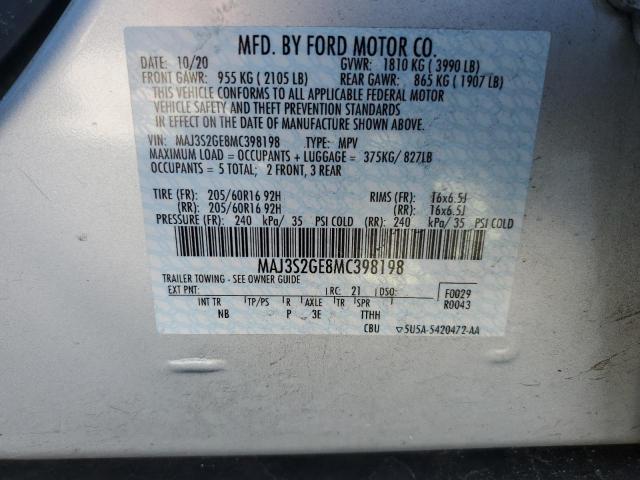 MFD. BY FORD MOTOR CO.
DATE: 10/20 GVWR: 1810 KG ( 3990 LB)
FRONT GAWR: 955 KG ( 2105 LB) REAR GAWR: 865 KG ( 1907 LB)
THIS VEHICLE CONFORMS TO ALL APPLICABLE FEDERAL MOTOR
VEHICLE SAFETY AND THEFT PREVENTION STANDARDS
IN EFFECT ON THE DATE OF MANUFACTURE SHOWN ABOVE.
VIN: MAJ3S2GE8MC398198 TYPE: MPV
MAXIMUM LOAD = OCCUPANTS + LUGGAGE = 375KG/ 827LB
OCCUPANTS = 5 TOTAL; 2 FRONT, 3 REAR
TIRE (FR): 205/60R16 92H RIMS (FR): 16x6.5J
(RR): 205/60R16 92H (RR): 16x6.5J
PRESSURE (FR): 240 kPa/ 35 PSI COLD (RR): 240 kPa/ 35 PSI COLD
MAJ3S2GE8MC398198
TRAILER TOWING - SEE OWNER GUIDE
EXT PNT: RC: 21 DSO: F0029
INT TR TP/PS R AXLE TR SPR R0043
NB P 3E TTHH
CBU ▽5U5A-5420472-AA